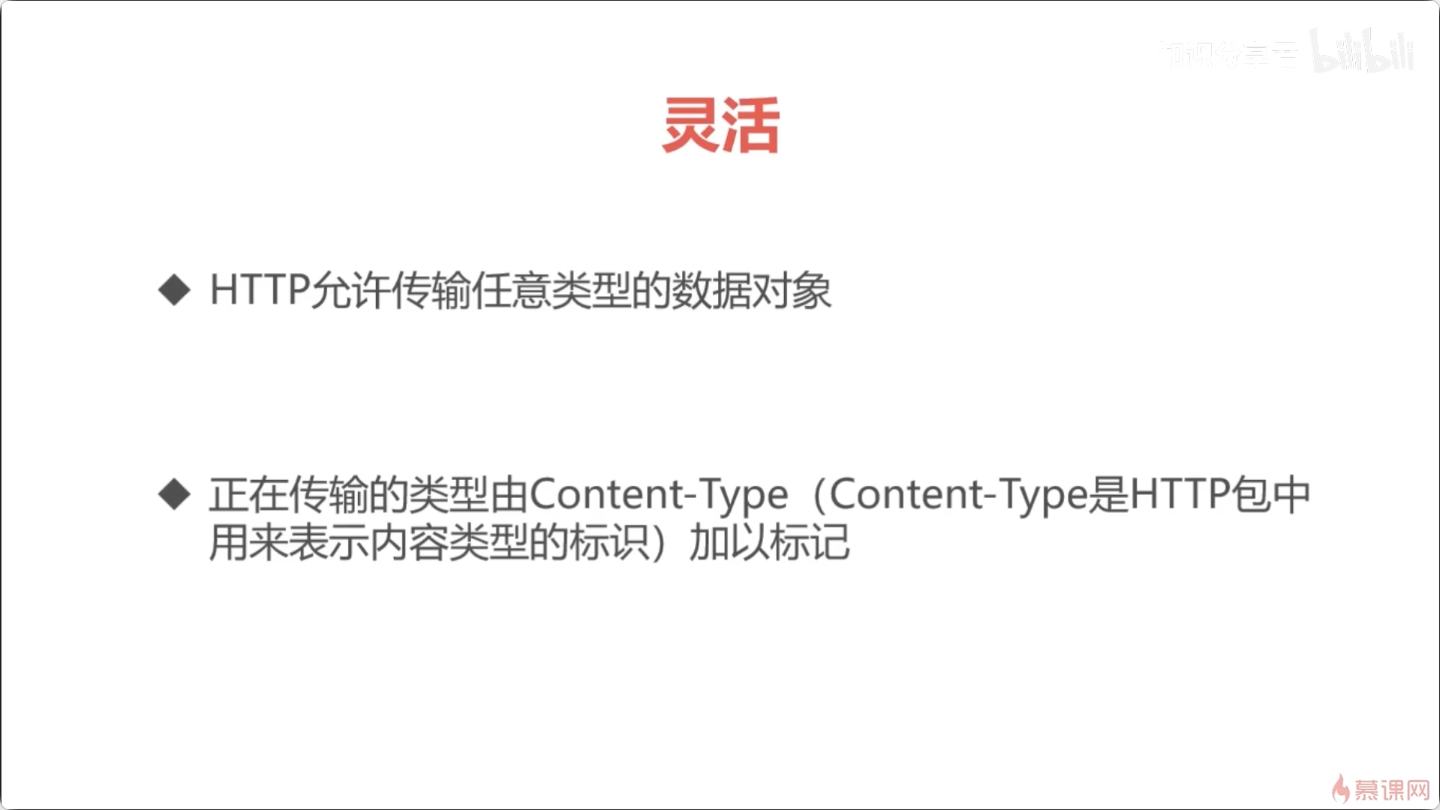 bilibili
灵活
◆ HTTP允许传输任意类型的数据对象
◆ 正在传输的类型由Content-Type（Content-Type是HTTP包中
用来表示内容类型的标识）加以标记
慕课网